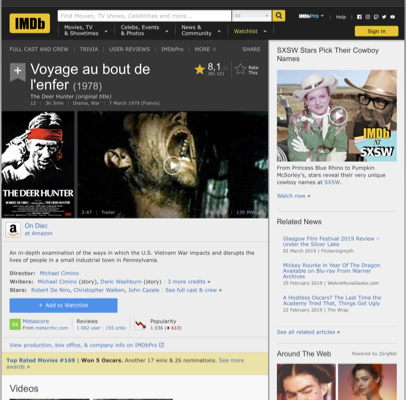 IMDb
Find Movies, TV shows, Celebrities and more...
All
IMDbPro
Help
Movies, TV
& Showtimes
Celebs, Events
& Photos
News &
Community
Watchlist
Sign in
FULL CAST AND CREW | TRIVIA | USER REVIEWS | IMDbPro | MORE
SHARE
Voyage au bout de
l'enfer (1978)
The Deer Hunter (original title)
12 | 3h 3min | Drama, War | 7 March 1979 (France)
8,1/10
Rate
This
THE DEER HUNTER
2:47 | Trailer
139 IMAGES
On Disc
at Amazon
An in-depth examination of the ways in which the U.S. Vietnam War impacts and disrupts the
lives of people in a small industrial town in Pennsylvania.
Director: Michael Cimino
Writers: Michael Cimino (story), Deric Washburn (story) | 3 more credits »
Stars: Robert De Niro, Christopher Walken, John Cazale | See full cast & crew »
+ Add to Watchlist
Metascore
From metacritic.com
Reviews
1 082 user | 155 critic
Popularity
View production, box office, & company info on IMDbPro
Top Rated Movies #169 | Won 5 Oscars. Another 17 wins & 26 nominations. See more
awards »
Videos
SXSW Stars Pick Their Cowboy
Names
IMDb
AT
SXSW
From Princess Blue Rhino to Pumpkin
McSorley's, stars reveal their very unique
cowboy names at SXSW.
Watch now »
Related News
Glasgow Film Festival 2019 Review –
Under the Silver Lake
02 March 2019 | Flickeringmyth
Mickey Rourke in Year Of The Dragon
Available on Blu-ray From Warner
Archives
25 February 2019 | WeAreMovieGeeks.com
A Hostless Oscars? The Last Time the
Academy Tried That, Things Got Ugly
22 February 2019 | The Wrap
See all related articles »
Around The Web
Powered by ZergNet